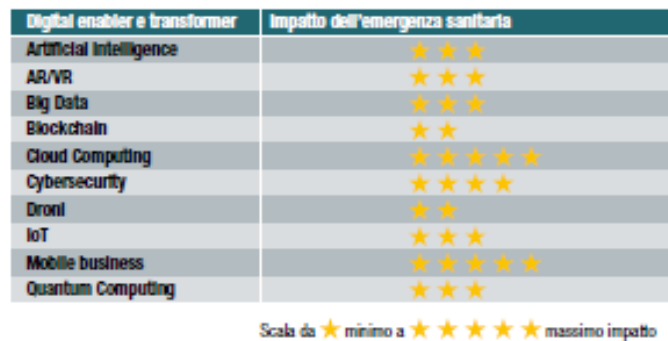 Digital enabler e transformer Impatto dell'emergenza sanitaria
Artificial Intelligence ★ ★ ★
AR/VR ★ ★ ★
Big Data ★ ★ ★
Blockchain ★ ★
Cloud Computing ★ ★ ★ ★ ★
Cybersecurity ★ ★ ★ ★
Droni ★ ★
IoT ★ ★ ★
Mobile business ★ ★ ★ ★ ★
Quantum Computing ★ ★ ★
Scala da ★ minimo a ★ ★ ★ ★ ★ massimo impatto